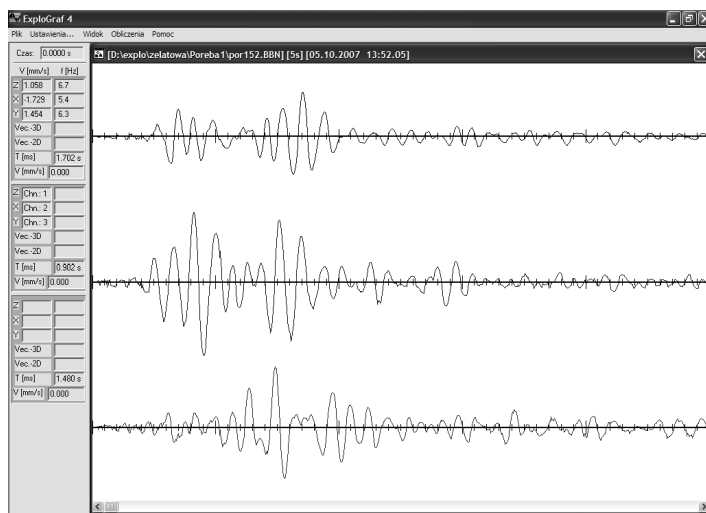 ExploGraf 4
Plik Ustawienia... Widok Obliczenia Pomoc
Czas: 0.0000 s
V [mm/s] f [Hz]
Z 1.058 6.7
X -1.729 5.4
Y 1.454 6.3
Vec.-3D
Vec.-2D
T [ms] 1.702 s
V [mm/s] 0.000
Z Chn.: 1
X Chn.: 2
Y Chn.: 3
Vec.-3D
Vec.-2D
T [ms] 0.902 s
V [mm/s] 0.000
Z
X
Y
Vec.-3D
Vec.-2D
T [ms] 1.480 s
V [mm/s] 0.000
[D:\explo\zelatowa\Poreba1\por152.BBN] [5s] [05.10.2007 13:52.05]